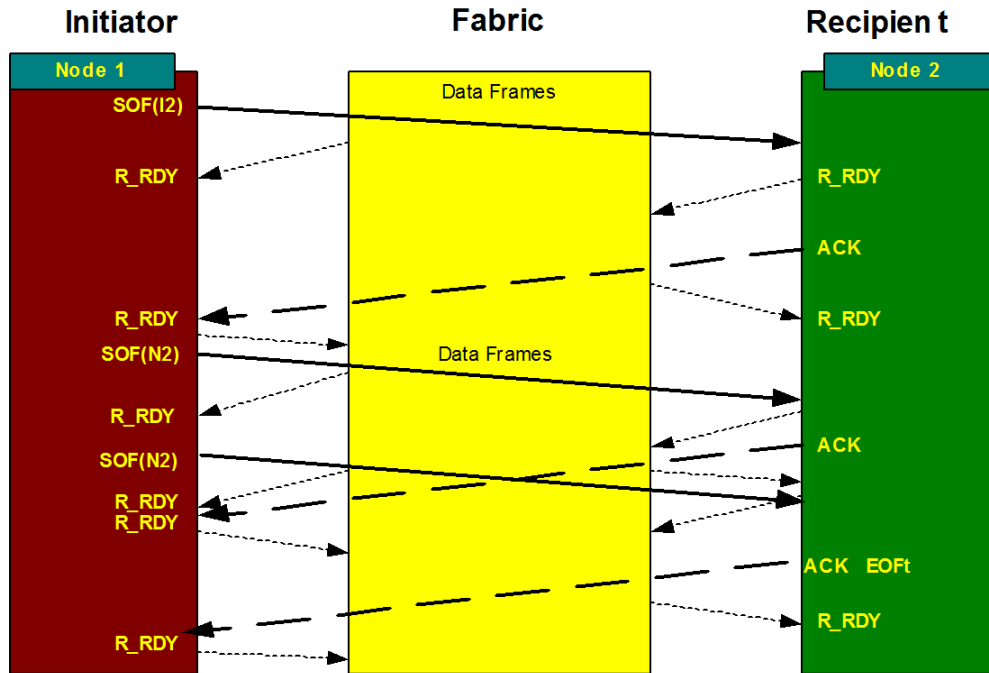 Initiator
Fabric
Recipient
Node 1
Node 2
Data Frames
SOF(I2)
R_RDY
R_RDY
ACK
R_RDY
R_RDY
SOF(N2)
Data Frames
R_RDY
ACK
SOF(N2)
R_RDY
R_RDY
ACK EOFt
R_RDY
R_RDY